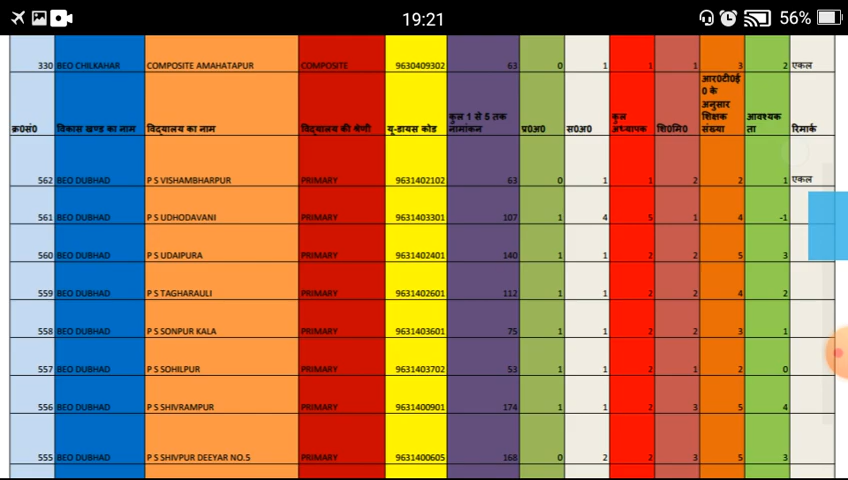 19:21 56%
330 BEO CHILKAHAR COMPOSITE AMAHATAPUR COMPOSITE 9630409302 63 0 1 1 1 3 2 एकल
क्र0सं0 विकास खण्ड का नाम विद्यालय का नाम विद्यालय की श्रेणी यू-डायस कोड कुल 1 से 5 तक नामांकन प्र0अ0 स0अ0 कुल अध्यापक शि0मि0 आर0टी0ई0 के अनुसार शिक्षक संख्या आवश्यकता रिमार्क
562 BEO DUBHAD P S VISHAMBHARPUR PRIMARY 9631402102 63 0 1 1 2 2 1 एकल
561 BEO DUBHAD P S UDHODAVANI PRIMARY 9631403301 107 1 4 5 1 4 -1
560 BEO DUBHAD P S UDAIPURA PRIMARY 9631402401 140 1 1 2 2 5 3
559 BEO DUBHAD P S TAGHARAULI PRIMARY 9631402601 112 1 1 2 2 4 2
558 BEO DUBHAD P S SONPUR KALA PRIMARY 9631403601 75 1 1 2 2 3 1
557 BEO DUBHAD P S SOHILPUR PRIMARY 9631403702 53 1 1 2 1 2 0
556 BEO DUBHAD P S SHIVRAMPUR PRIMARY 9631400901 174 1 1 2 3 5 4
555 BEO DUBHAD P S SHIVPUR DEEYAR NO.5 PRIMARY 9631400605 168 0 2 2 3 5 3